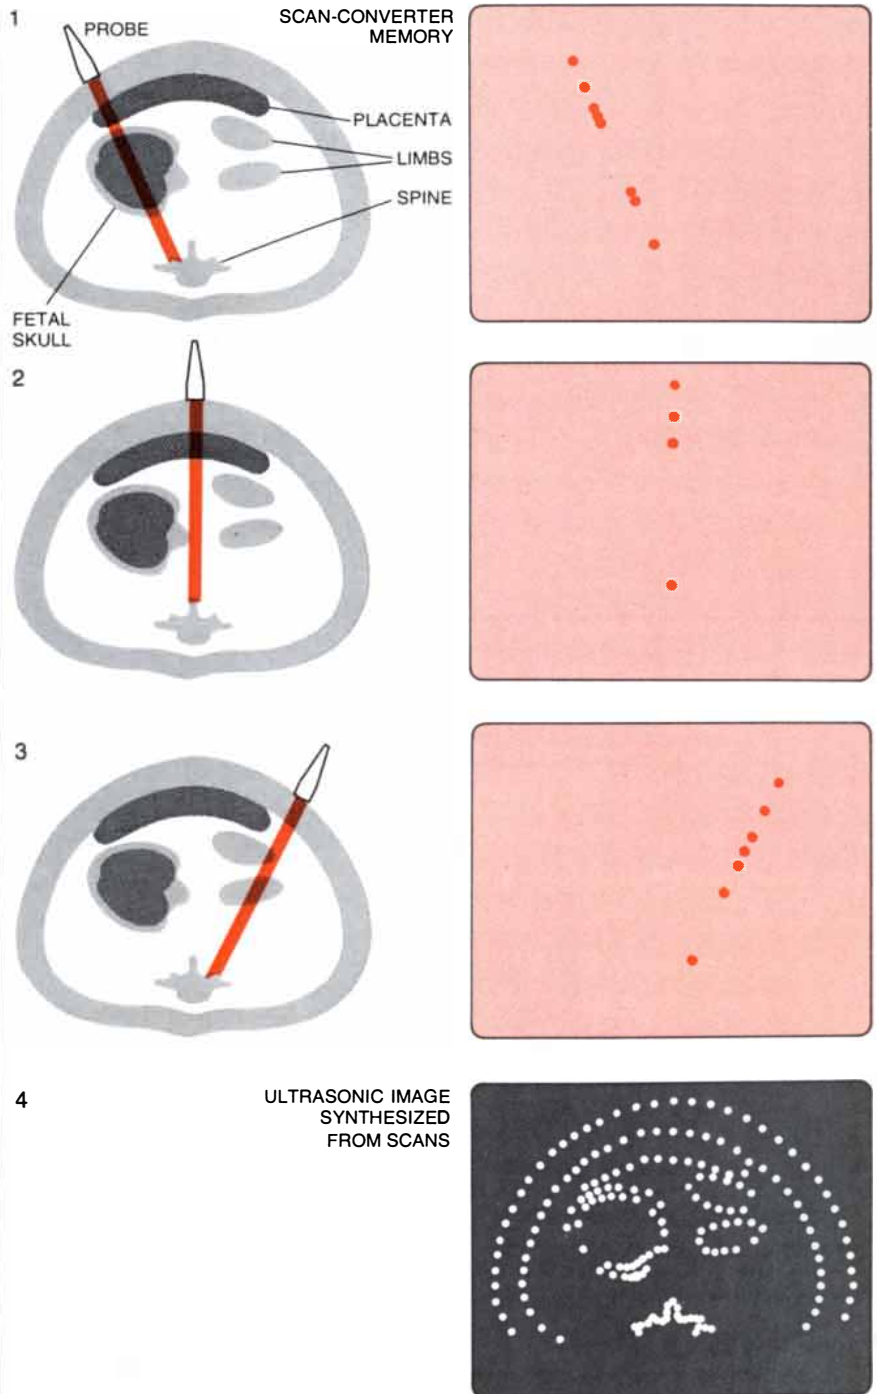 1
PROBE
SCAN-CONVERTER
MEMORY
PLACENTA
LIMBS
SPINE
FETAL
SKULL
2
3
4
ULTRASONIC IMAGE
SYNTHESIZED
FROM SCANS